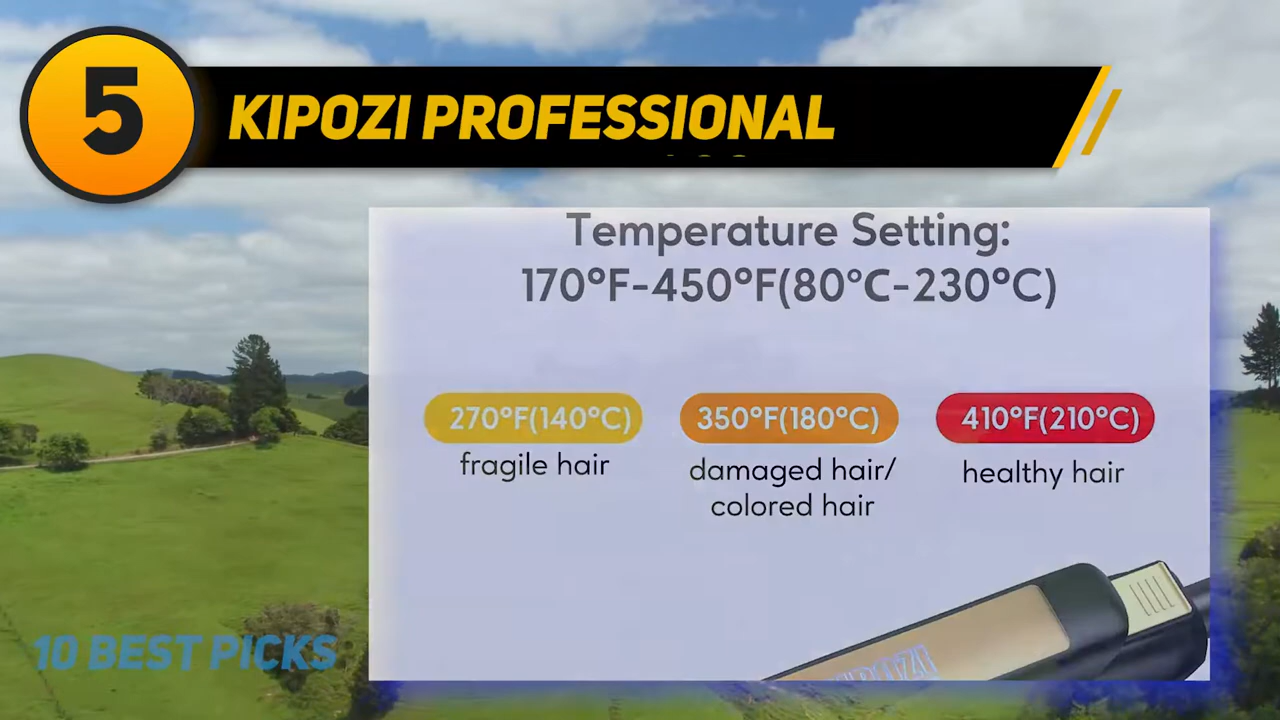 5
KIPOZI PROFESSIONAL
Temperature Setting:
170°F-450°F(80°C-230°C)
270°F(140°C)
350°F(180°C)
410°F(210°C)
fragile hair
damaged hair/
colored hair
healthy hair
10 BEST PICKS